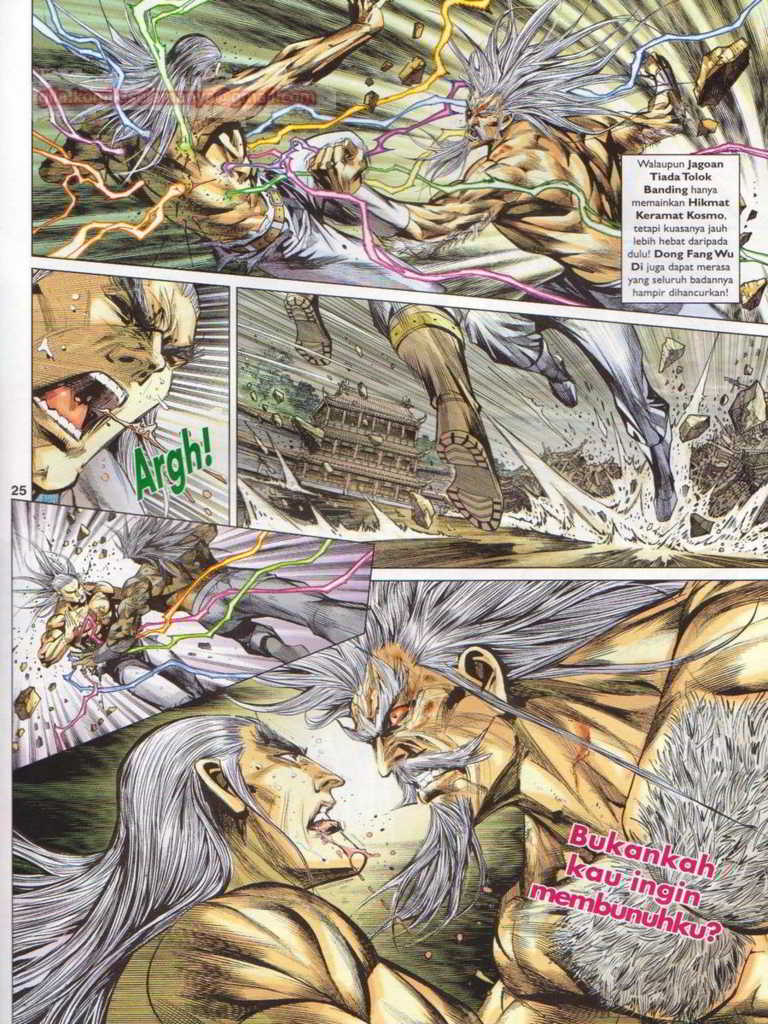 Walaupun Jagoan
Tiada Tolok
Banding hanya
memainkan Hikmat
Keramat Kosmo,
tetapi kuasanya jauh
lebih hebat daripada
dulu! Dong Fang Wu
Di juga dapat merasa
yang seluruh badannya
hampir dihancurkan!
Argh!
25
Bukankah
kau ingin
membunuhku?